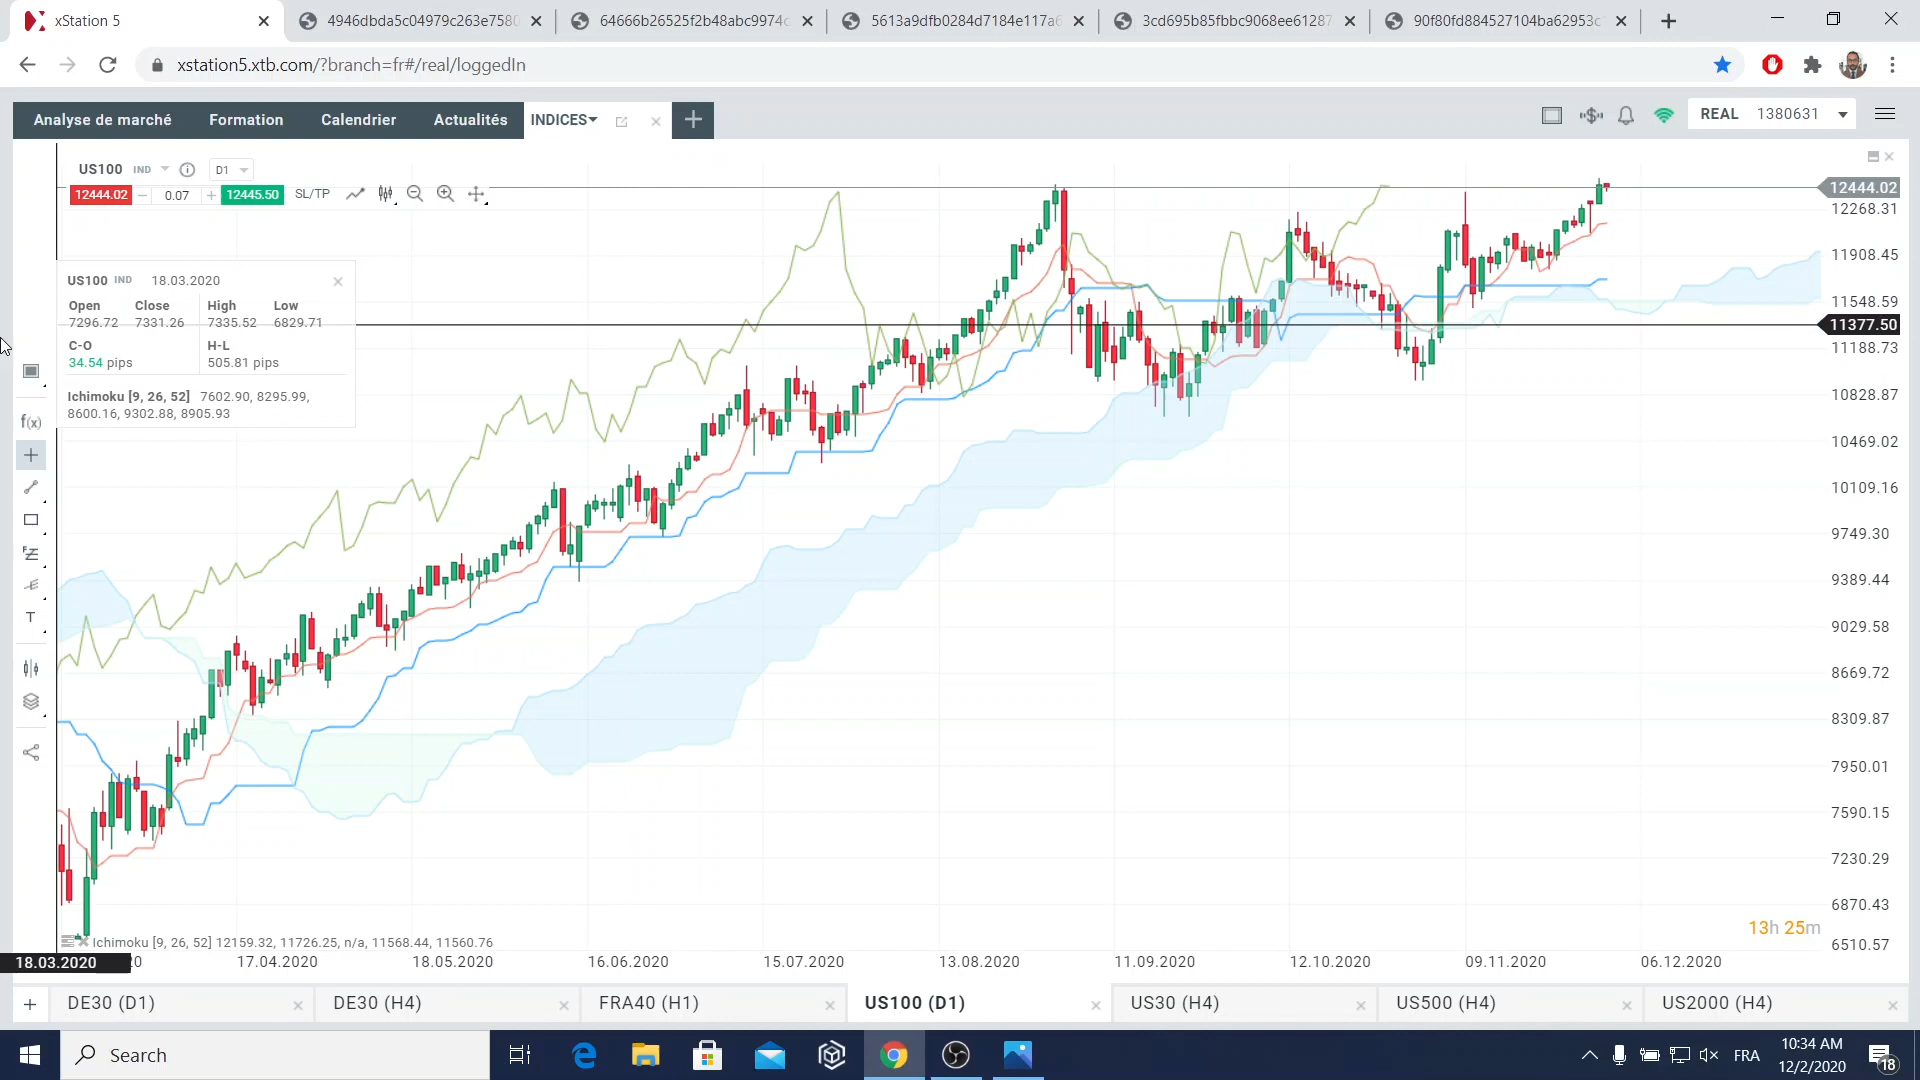 xStation 5
4946dbda5c04979c263e7580
64666b26525f2b48abc9974c
5613a9dfb0284d7184e117a6
3cd695b85fbbc9068ee61287
90f80fd884527104ba62953c
xstation5.xtb.com/?branch=fr#/real/loggedIn
Analyse de marché
Formation
Calendrier
Actualités
INDICES
REAL 1380631
US100 IND D1
12444.02 0.07 12445.50 SL/TP
12444.02
12268.31
11908.45
11548.59
11377.50
11188.73
10828.87
10469.02
10109.16
9749.30
9389.44
9029.58
8669.72
8309.87
7950.01
7590.15
7230.29
6870.43
6510.57
US100 IND 18.03.2020
Open Close High Low
7296.72 7331.26 7335.52 6829.71
C-O H-L
34.54 pips 505.81 pips
Ichimoku [9, 26, 52] 7602.90, 8295.99,
8600.16, 9302.88, 8905.93
f(x)
T
13h 25m
Ichimoku [9, 26, 52] 12159.32, 11726.25, n/a, 11568.44, 11560.76
18.03.2020 17.04.2020 18.05.2020 16.06.2020 15.07.2020 13.08.2020 11.09.2020 12.10.2020 09.11.2020 06.12.2020
DE30 (D1)
DE30 (H4)
FRA40 (H1)
US100 (D1)
US30 (H4)
US500 (H4)
US2000 (H4)
Search
FRA
10:34 AM
12/2/2020
18